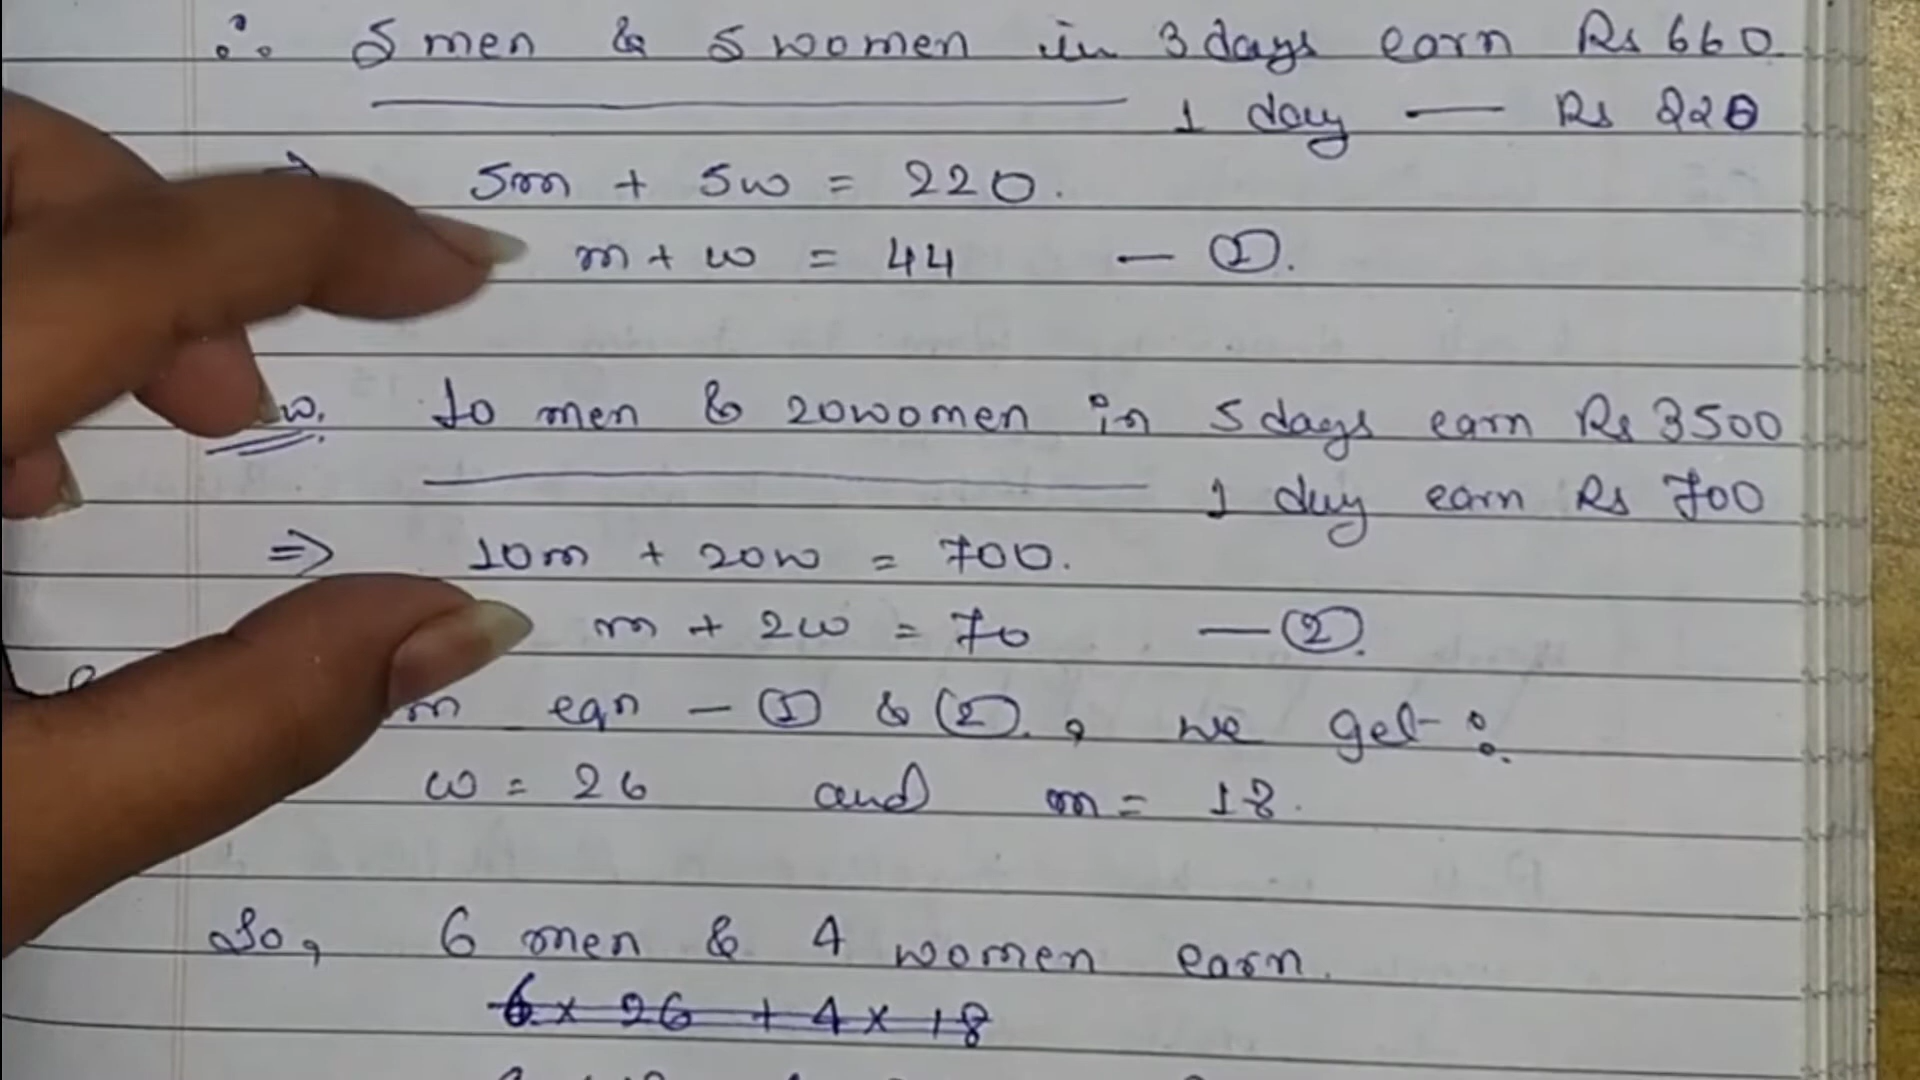 ∴ 5 men & 5 women in 3 days earn Rs 660
1 day — Rs 220
5m + 5w = 220.
m + w = 44 — ①.
10 men & 20 women in 5 days earn Rs 3500
1 day earn Rs 700
=> 10m + 20w = 700.
m + 2w = 70 — ②.
eqn - ① & ②, we get :
w = 26 and m = 18.
So, 6 men & 4 women earn.
6 x 26 + 4 x 18